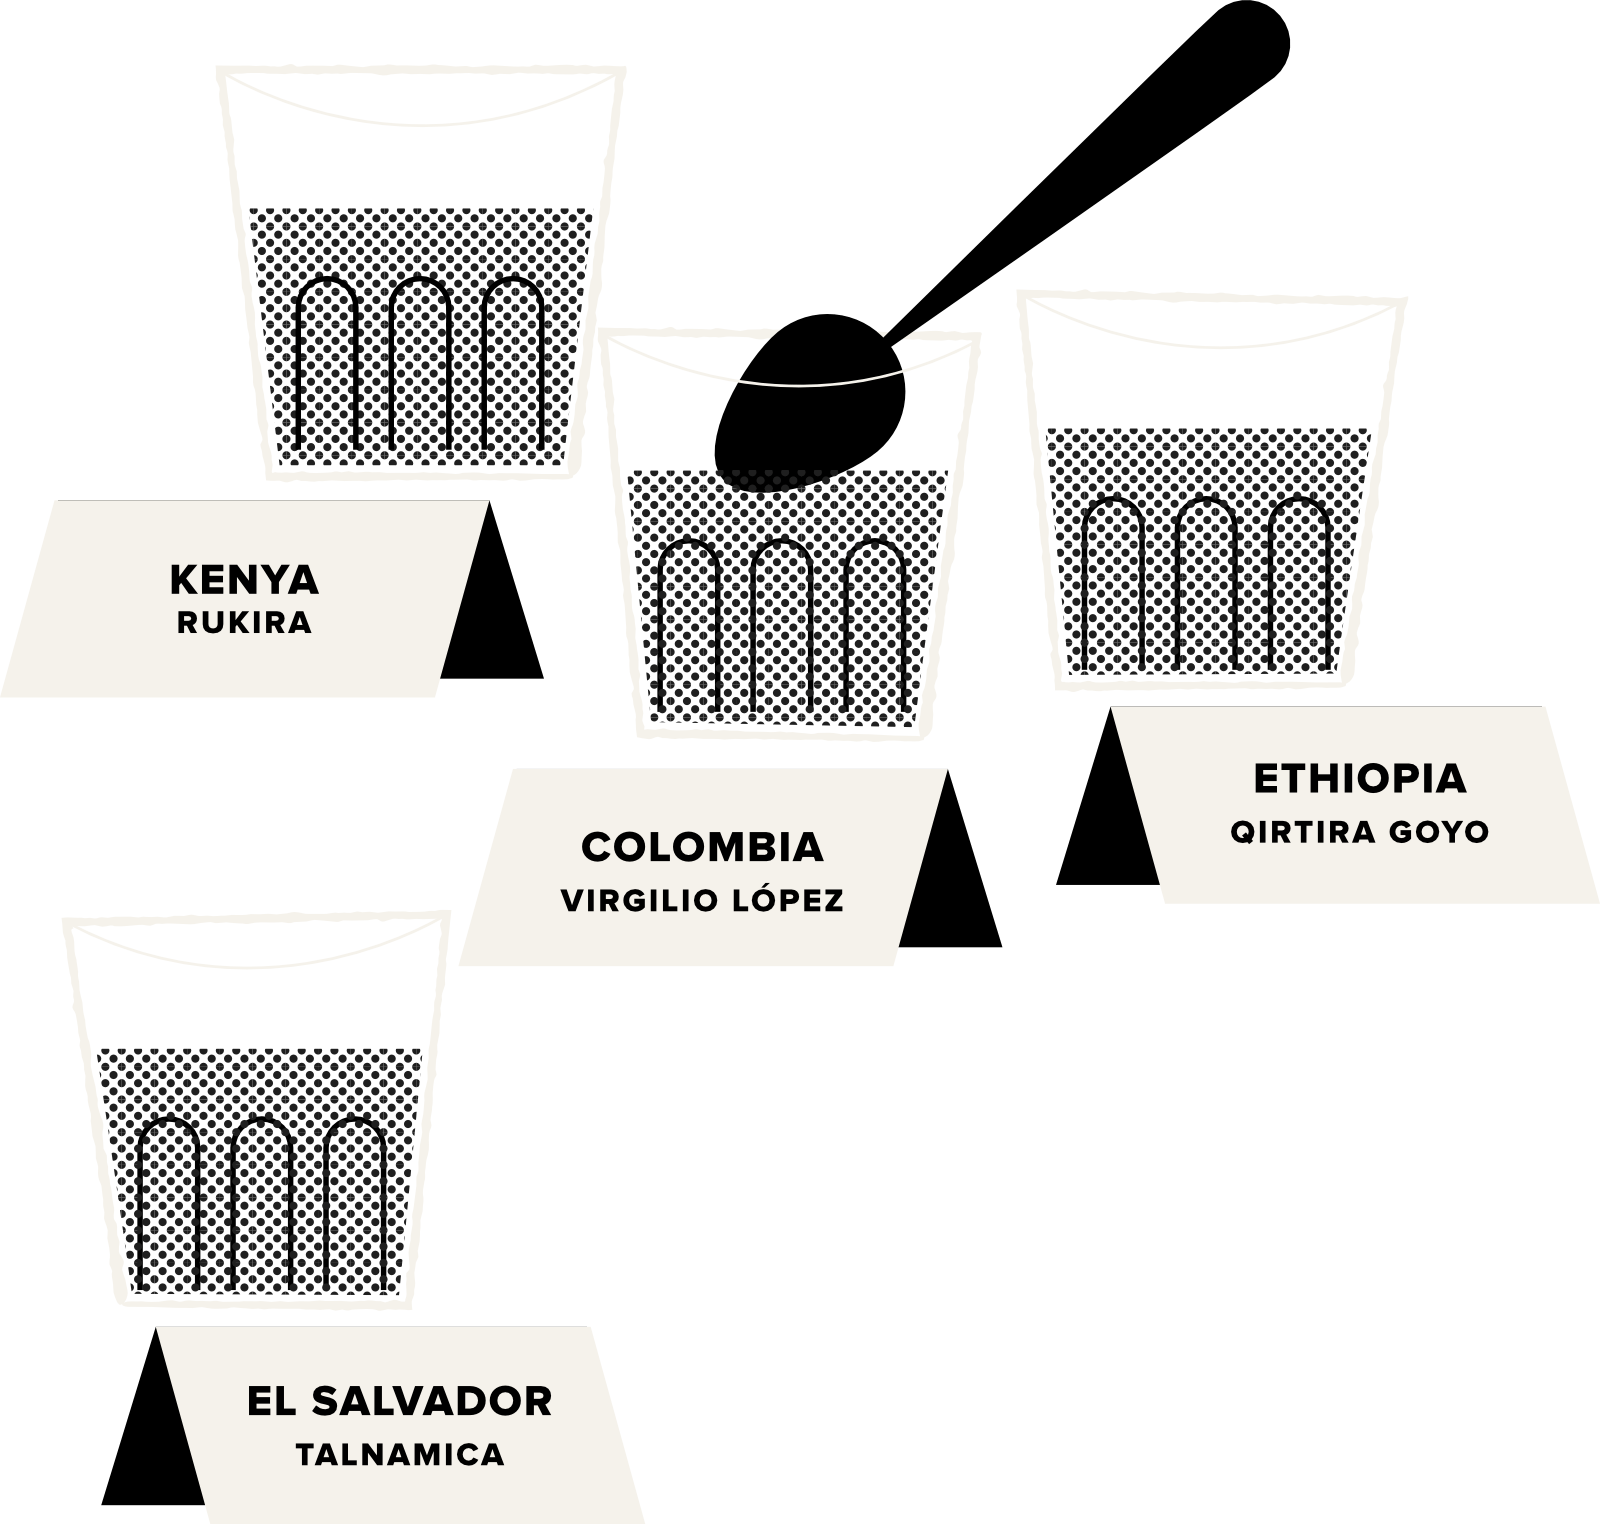 KENYA
RUKIRA
COLOMBIA
VIRGILIO LÓPEZ
ETHIOPIA
QIRTIRA GOYO
EL SALVADOR
TALNAMICA